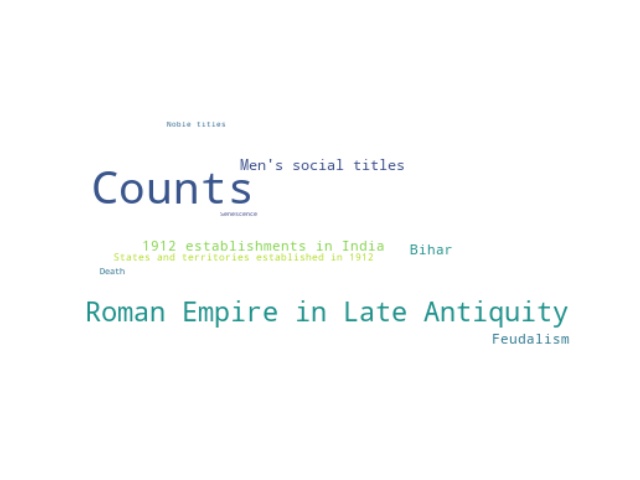 Noble titles
Men's social titles
Counts
Senescence
1912 establishments in India
Bihar
States and territories established in 1912
Death
Roman Empire in Late Antiquity
Feudalism